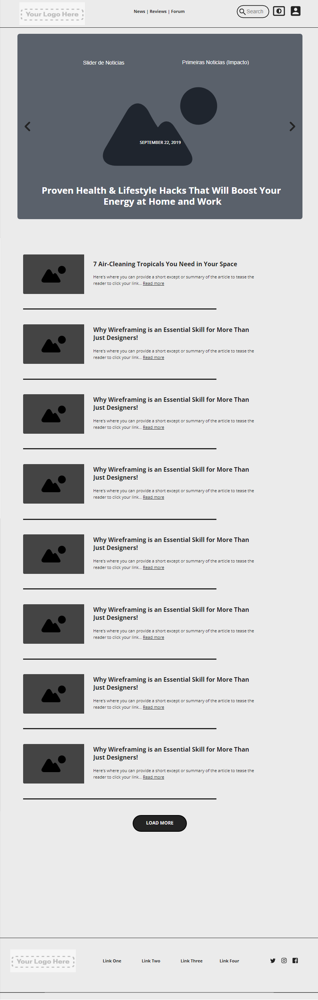 Your Logo Here
News | Reviews | Forum
Search
Slider de Noticias
Primeiras Noticias (Impacto)
SEPTEMBER 22, 2019
Proven Health & Lifestyle Hacks That Will Boost Your
Energy at Home and Work
7 Air-Cleaning Tropicals You Need in Your Space
Here's where you can provide a short except or summary of the article to tease the
reader to click your link... Read more
Why Wireframing is an Essential Skill for More Than
Just Designers!
Here's where you can provide a short except or summary of the article to tease the
reader to click your link... Read more
Why Wireframing is an Essential Skill for More Than
Just Designers!
Here's where you can provide a short except or summary of the article to tease the
reader to click your link... Read more
Why Wireframing is an Essential Skill for More Than
Just Designers!
Here's where you can provide a short except or summary of the article to tease the
reader to click your link... Read more
Why Wireframing is an Essential Skill for More Than
Just Designers!
Here's where you can provide a short except or summary of the article to tease the
reader to click your link... Read more
Why Wireframing is an Essential Skill for More Than
Just Designers!
Here's where you can provide a short except or summary of the article to tease the
reader to click your link... Read more
Why Wireframing is an Essential Skill for More Than
Just Designers!
Here's where you can provide a short except or summary of the article to tease the
reader to click your link... Read more
Why Wireframing is an Essential Skill for More Than
Just Designers!
Here's where you can provide a short except or summary of the article to tease the
reader to click your link... Read more
LOAD MORE
Your Logo Here
Link One
Link Two
Link Three
Link Four